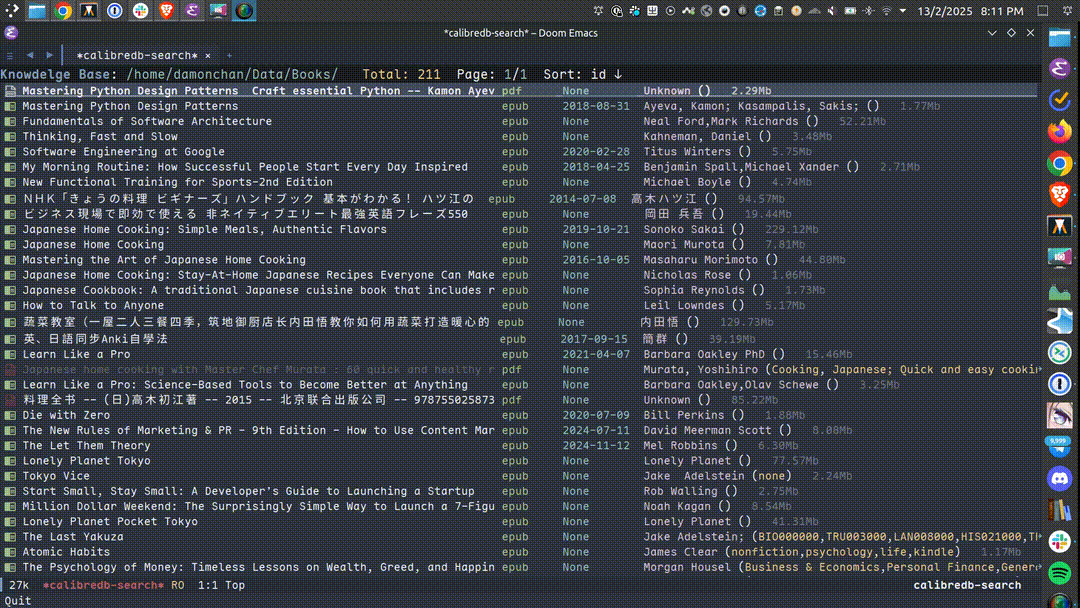 13/2/2025 8:11 PM
*calibredb-search* – Doom Emacs
*calibredb-search* × +
Knowdelge Base: /home/damonchan/Data/Books/ Total: 211 Page: 1/1 Sort: id ↓
Mastering Python Design Patterns Craft essential Python -- Kamon Ayev pdf None Unknown () 2.29Mb
Mastering Python Design Patterns epub 2018-08-31 Ayeva, Kamon; Kasampalis, Sakis; () 1.77Mb
Fundamentals of Software Architecture epub None Neal Ford,Mark Richards () 52.21Mb
Thinking, Fast and Slow epub None Kahneman, Daniel () 3.48Mb
Software Engineering at Google epub 2020-02-28 Titus Winters () 5.75Mb
My Morning Routine: How Successful People Start Every Day Inspired epub 2018-04-25 Benjamin Spall,Michael Xander () 2.71Mb
New Functional Training for Sports-2nd Edition epub None Michael Boyle () 4.74Mb
NHK「きょうの料理 ビギナーズ」ハンドブック 基本がわかる! ハツ江の epub 2014-07-08 高木ハツ江 () 94.57Mb
ビジネス現場で即効で使える 非ネイティブエリート最強英語フレーズ550 epub None 岡田 兵吾 () 19.44Mb
Japanese Home Cooking: Simple Meals, Authentic Flavors epub 2019-10-21 Sonoko Sakai () 229.12Mb
Japanese Home Cooking epub None Maori Murota () 7.81Mb
Mastering the Art of Japanese Home Cooking epub 2016-10-05 Masaharu Morimoto () 44.80Mb
Japanese Home Cooking: Stay-At-Home Japanese Recipes Everyone Can Make epub None Nicholas Rose () 1.06Mb
Japanese Cookbook: A traditional Japanese cuisine book that includes r epub None Sophia Reynolds () 1.73Mb
How to Talk to Anyone epub None Leil Lowndes () 5.17Mb
蔬菜教室（一屋二人三餐四季，筑地御厨店长内田悟教你如何用蔬菜打造暖心的 epub None 内田悟 () 129.73Mb
英、日語同步Anki自學法 epub 2017-09-15 簡群 () 39.19Mb
Learn Like a Pro epub 2021-04-07 Barbara Oakley PhD () 15.46Mb
Japanese home cooking with Master Chef Murata : 60 quick and healthy r pdf None Murata, Yoshihiro (Cooking, Japanese; Quick and easy cookin
Learn Like a Pro: Science-Based Tools to Become Better at Anything epub None Barbara Oakley,Olav Schewe () 3.25Mb
料理全书 -- (日)高木初江著 -- 2015 -- 北京联合出版公司 -- 978755025873 pdf None Unknown () 85.22Mb
Die with Zero epub 2020-07-09 Bill Perkins () 1.88Mb
The New Rules of Marketing & PR - 9th Edition - How to Use Content Mar epub 2024-07-11 David Meerman Scott () 8.08Mb
The Let Them Theory epub 2024-11-12 Mel Robbins () 6.30Mb
Lonely Planet Tokyo epub None Lonely Planet () 77.57Mb
Tokyo Vice epub None Jake Adelstein (none) 2.24Mb
Start Small, Stay Small: A Developer's Guide to Launching a Startup epub None Rob Walling () 2.75Mb
Million Dollar Weekend: The Surprisingly Simple Way to Launch a 7-Figu epub None Noah Kagan () 8.54Mb
Lonely Planet Pocket Tokyo epub None Lonely Planet () 41.31Mb
The Last Yakuza epub None Jake Adelstein; (BIO000000,TRU003000,LAN008000,HIS021000,
Atomic Habits epub None James Clear (nonfiction,psychology,life,kindle) 1.17Mb
The Psychology of Money: Timeless Lessons on Wealth, Greed, and Happin epub None Morgan Housel (Business & Economics,Personal Finance,Gener
27k *calibredb-search* RO 1:1 Top calibredb-search
Quit
9,999